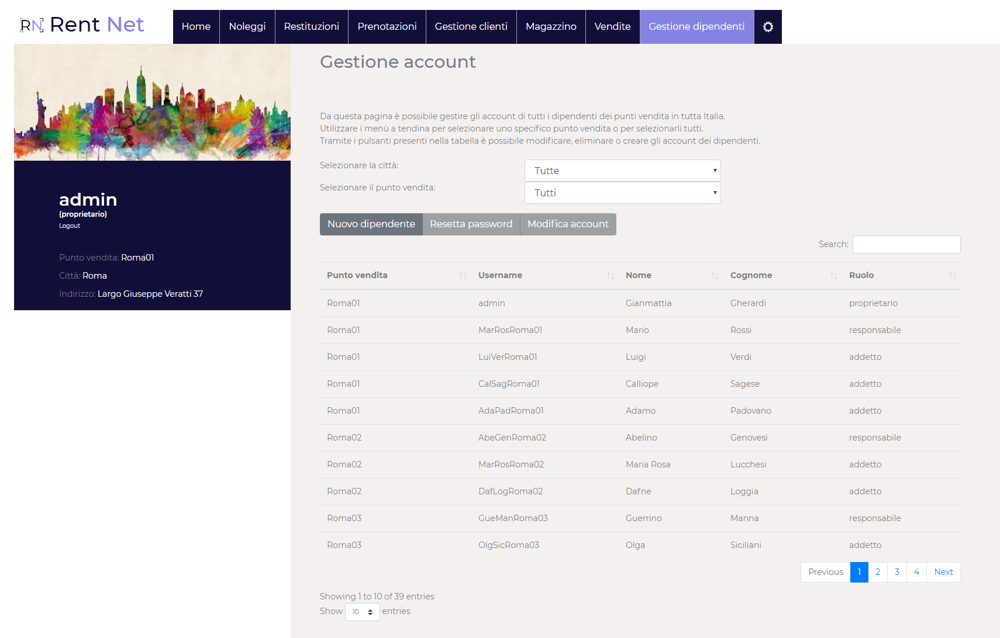 RN Rent Net
Home Noleggi Restituzioni Prenotazioni Gestione clienti Magazzino Vendite Gestione dipendenti
admin
(proprietario)
Logout
Punto vendita: Roma01
Città: Roma
Indirizzo: Largo Giuseppe Veratti 37
Gestione account
Da questa pagina è possibile gestire gli account di tutti i dipendenti dei punti vendita in tutta Italia.
Utilizzare i menù a tendina per selezionare uno specifico punto vendita o per selezionarli tutti.
Tramite i pulsanti presenti nella tabella è possibile modificare, eliminare o creare gli account dei dipendenti.
Selezionare la città: Tutte
Selezionare il punto vendita: Tutti
Nuovo dipendente Resetta password Modifica account
Search:
Punto vendita Username Nome Cognome Ruolo
Roma01 admin Gianmattia Gherardi proprietario
Roma01 MarRosRoma01 Mario Rossi responsabile
Roma01 LuiVerRoma01 Luigi Verdi addetto
Roma01 CalSagRoma01 Calliope Sagese addetto
Roma01 AdaPadRoma01 Adamo Padovano addetto
Roma02 AbeGenRoma02 Abelino Genovesi responsabile
Roma02 MarRosRoma02 Maria Rosa Lucchesi addetto
Roma02 DafLogRoma02 Dafne Loggia addetto
Roma03 GueManRoma03 Guerrino Manna responsabile
Roma03 OlgSicRoma03 Olga Siciliani addetto
Previous 1 2 3 4 Next
Showing 1 to 10 of 39 entries
Show 10 entries